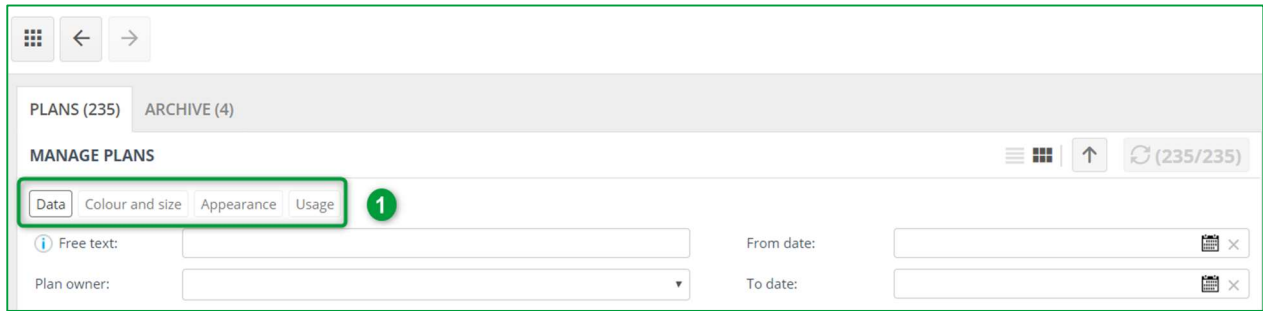 PLANS (235) ARCHIVE (4)
MANAGE PLANS (235/235)
Data Colour and size Appearance Usage 1
i Free text: From date:
Plan owner: To date: